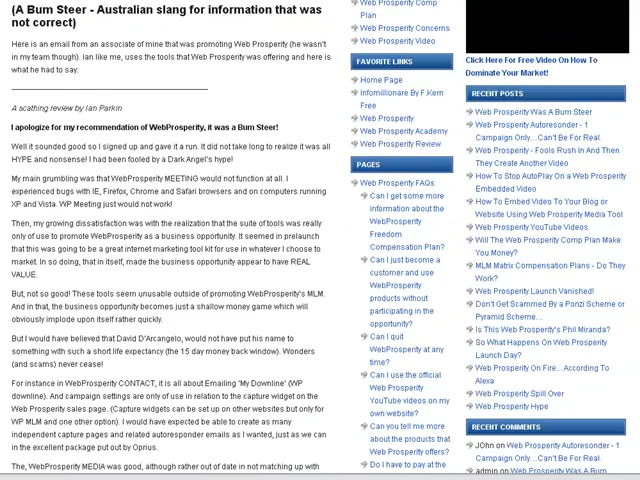 (A Bum Steer - Australian slang for information that was
not correct)
Here is an email from an associate of mine that was promoting Web Prosperity (he wasn't
in my team though). Ian like me, uses the tools that Web Prosperity was offering and here is
what he had to say:
A scathing review by Ian Parkin
I apologize for my recommendation of WebProsperity, it was a Bum Steer!
Well it sounded good so I signed up and gave it a run. It did not take long to realize it was all
HYPE and nonsense! I had been fooled by a Dark Angel's hype!
My main grumbling was that WebProsperity MEETING would not function at all. I
experienced bugs with IE, Firefox, Chrome and Safari browsers and on computers running
XP and Vista. WP Meeting just would not work!
Then, my growing dissatisfaction was with the realization that the suite of tools was really
only of use to promote WebProsperity as a business opportunity. It seemed in prelaunch
that this was going to be a great internet marketing tool kit for use in whatever I choose to
market. In so doing, that in itself, made the business opportunity appear to have REAL
VALUE.
But, not so good! These tools seem unusable outside of promoting WebProsperity's MLM.
And in that, the business opportunity becomes just a shallow money game which will
obviously implode upon itself rather quickly.
But I would have believed that David D'Arcangelo, would not have put his name to
something with such a short life expectancy (the 15 day money back window). Wonders
(and scams) never cease!
For instance in WebProsperity CONTACT, it is all about Emailing 'My Downline' (WP
downline). And campaign settings are only of use in relation to the capture widget on the
Web Prosperity sales page. (Capture widgets can be set up on other websites but only for
WP MLM and one other option). I would have expected be able to create as many
independent capture pages and related autoresponder emails as I wanted, just as we can
in the excellent package put out by Oprius.
The, WebProsperity MEDIA was good, although rather out of date in not matching up with
Web Prosperity Comp
Plan
Web Prosperity Concerns
Web Prosperity Video
FAVORITE LINKS
Home Page
Infomillionare By F.Kern
Free
Web Prosperity
Web Prosperity Academy
Web Prosperity Review
PAGES
Web Prosperity FAQs
Can I get some
more information
about the
WebProsperity
Freedom
Compensation Plan?
Can I just become a
customer and use
WebProsperity
products without
participating in the
opportunity?
Can I quit
WebProsperity at
any time?
Can I use the official
Web Prosperity
YouTube videos on
my own website?
Can you tell me
about the products
that Web
Prosperity offers?
Do I have to pay at the
Click Here For Free Video On How To
Dominate Your Market!
RECENT POSTS
Web Prosperity Was A Bum Steer
Web Prosperity Autoresonder - 1
Campaign Only...Can't Be For Real.
Web Prosperity - Fools Rush In And Then
They Create Another Video
How To Stop AutoPlay On a Web Prosperity
Embedded Video
How To Embed Video To Your Blog or
Website Using Web Prosperity Media Tool
Web Prosperity YouTube Videos
Will The Web Prosperity Comp Plan Make
You Money?
MLM Matrix Compensation Plans - Do They
Work?
Web Prosperity Launch Vanished!
Don't Get Scammed By a Ponzi Scheme or
Pyramid Scheme...
Is This Web Prosperity's Phil Miranda?
So What Happens On Web Prosperity
Launch Day?
Web Prosperity On Fire...According To
Alexa
Web Prosperity Spill Over
Web Prosperity Hype
RECENT COMMENTS
JOhn on Web Prosperity Autoresonder - 1
Campaign Only...Can't Be For Real.
admin on Web Prosperity Was A Bum